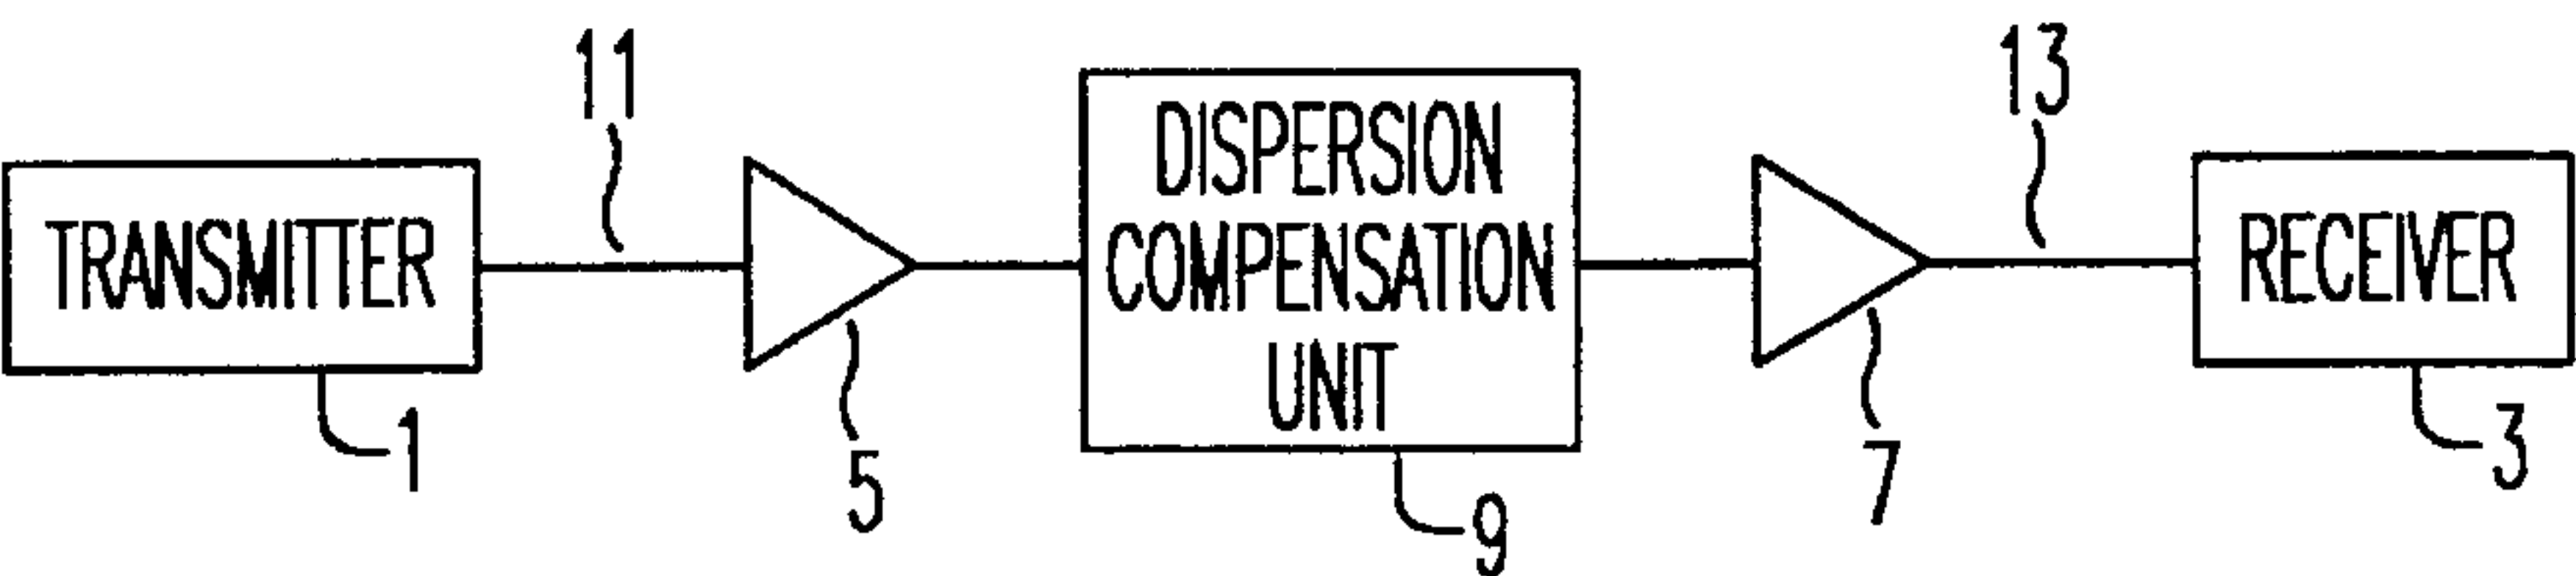 11
13
TRANSMITTER
DISPERSION
COMPENSATION
UNIT
RECEIVER
1
5
9
7
3